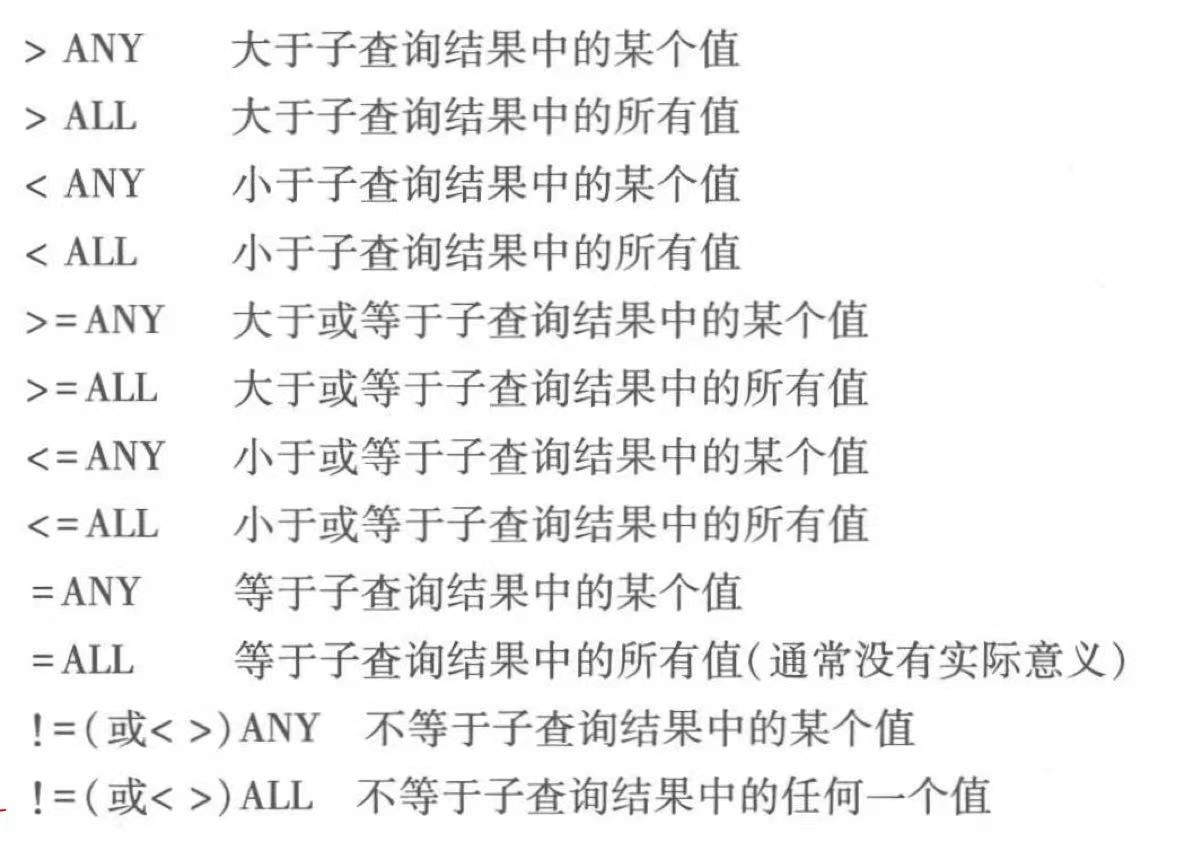 > ANY 大于子查询结果中的某个值
> ALL 大于子查询结果中的所有值
< ANY 小于子查询结果中的某个值
< ALL 小于子查询结果中的所有值
>=ANY 大于或等于子查询结果中的某个值
>=ALL 大于或等于子查询结果中的所有值
<=ANY 小于或等于子查询结果中的某个值
<=ALL 小于或等于子查询结果中的所有值
=ANY 等于子查询结果中的某个值
=ALL 等于子查询结果中的所有值(通常没有实际意义)
!=(或< >)ANY 不等于子查询结果中的某个值
!=(或< >)ALL 不等于子查询结果中的任何一个值